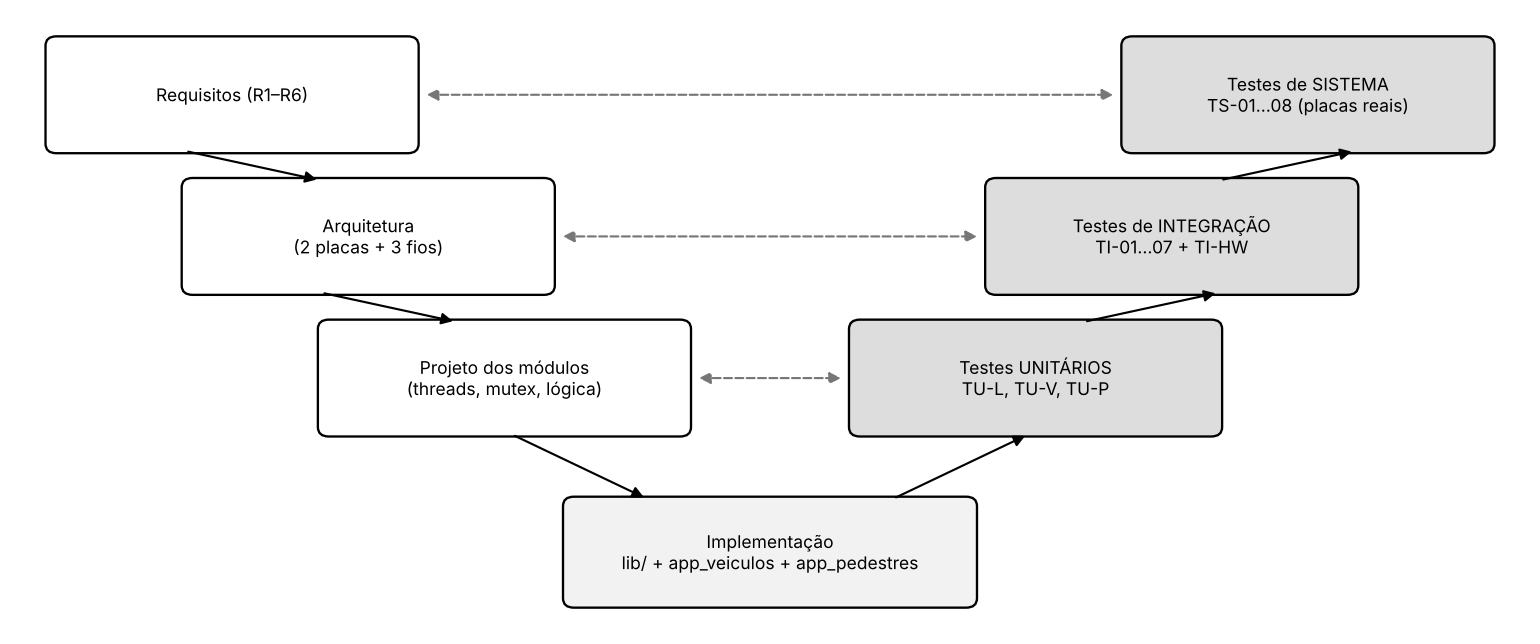 Requisitos (R1–R6)
Testes de SISTEMA
TS-01...08 (placas reais)
Arquitetura
(2 placas + 3 fios)
Testes de INTEGRAÇÃO
TI-01...07 + TI-HW
Projeto dos módulos
(threads, mutex, lógica)
Testes UNITÁRIOS
TU-L, TU-V, TU-P
Implementação
lib/ + app_veiculos + app_pedestres